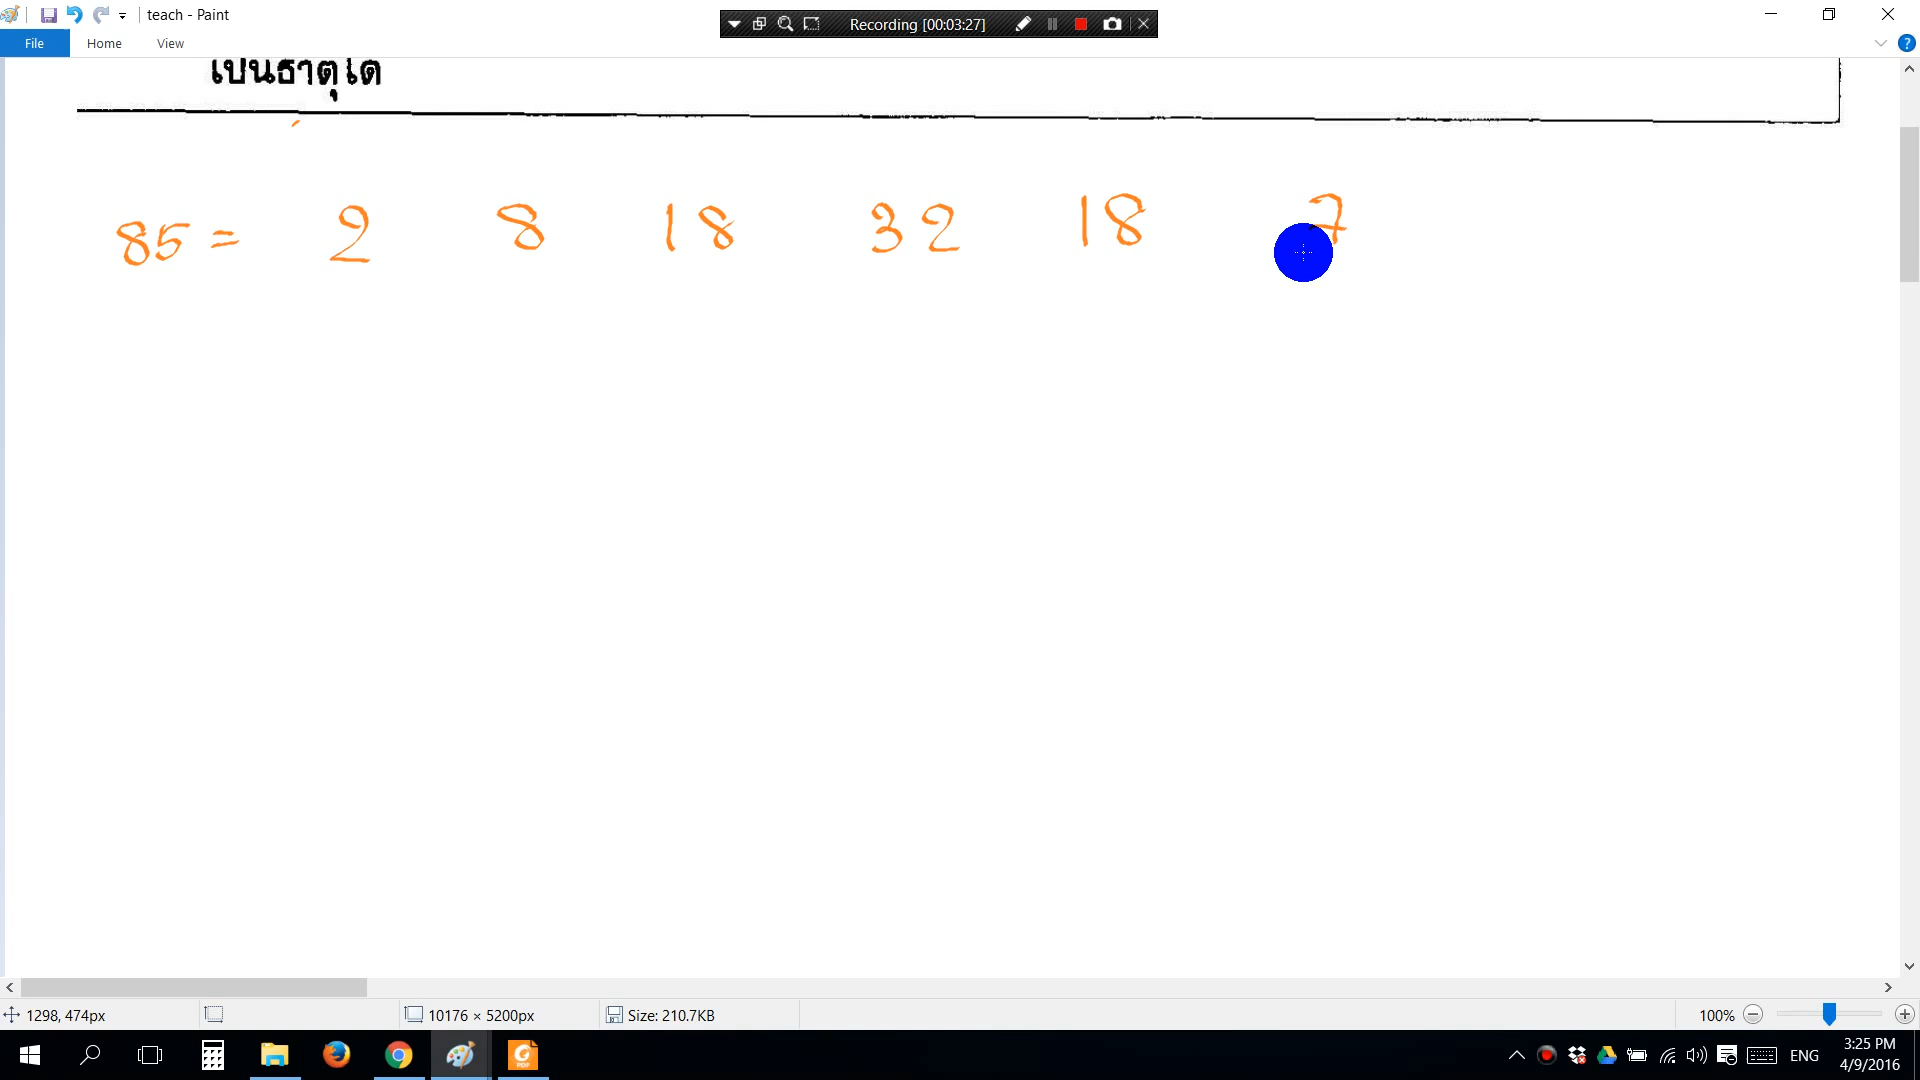 teach - Paint
Recording [00:03:27]
File Home View
เป็นธาตุใด
85 = 2 8 18 32 18 7
1298, 474px
10176 × 5200px
Size: 210.7KB
100%
ENG
3:25 PM
4/9/2016